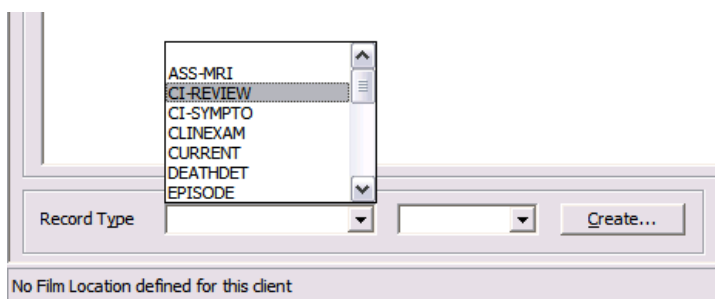 ASS-MRI
CI-REVIEW
CI-SYMPTO
CLINEXAM
CURRENT
DEATHDET
EPISODE
Record Type Create...
No Film Location defined for this client